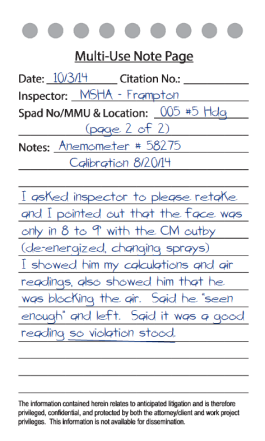 Multi-Use Note Page
Date: 10/3/14 Citation No.:
Inspector: MSHA - Frampton
Spad No/MMU & Location: 005 #5 Hdg
(page 2 of 2)
Notes: Anemometer # 58275
Calibration 8/20/14
I asked inspector to please retake
and I pointed out that the face was
only in 8 to 9' with the CM outby
(de-energized, changing sprays)
I showed him my calculations and air
readings, also showed him that he
was blocking the air. Said he "seen
enough" and left. Said it was a good
reading so violation stood.
The information contained herein relates to anticipated litigation and is therefore
privileged, confidential, and protected by both the attorney/client and work project
privileges. This information is not available for dissemination.